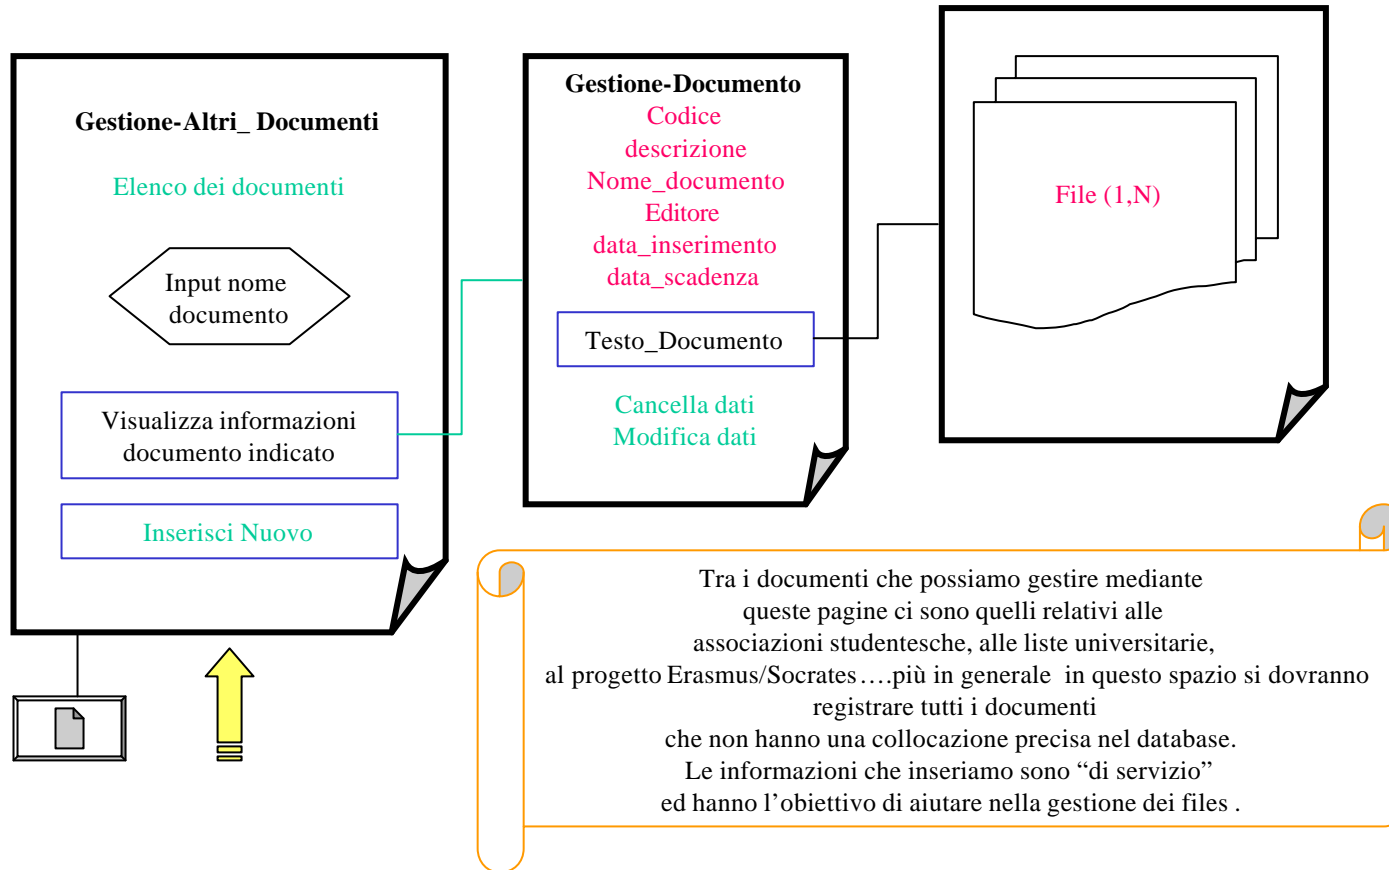 Gestione-Altri_ Documenti
Elenco dei documenti
Input nome
documento
Visualizza informazioni
documento indicato
Inserisci Nuovo
Gestione-Documento
Codice
descrizione
Nome_documento
Editore
data_inserimento
data_scadenza
Testo_Documento
Cancella dati
Modifica dati
File (1,N)
Tra i documenti che possiamo gestire mediante
queste pagine ci sono quelli relativi alle
associazioni studentesche, alle liste universitarie,
al progetto Erasmus/Socrates….più in generale in questo spazio si dovranno
registrare tutti i documenti
che non hanno una collocazione precisa nel database.
Le informazioni che inseriamo sono “di servizio”
ed hanno l’obiettivo di aiutare nella gestione dei files .